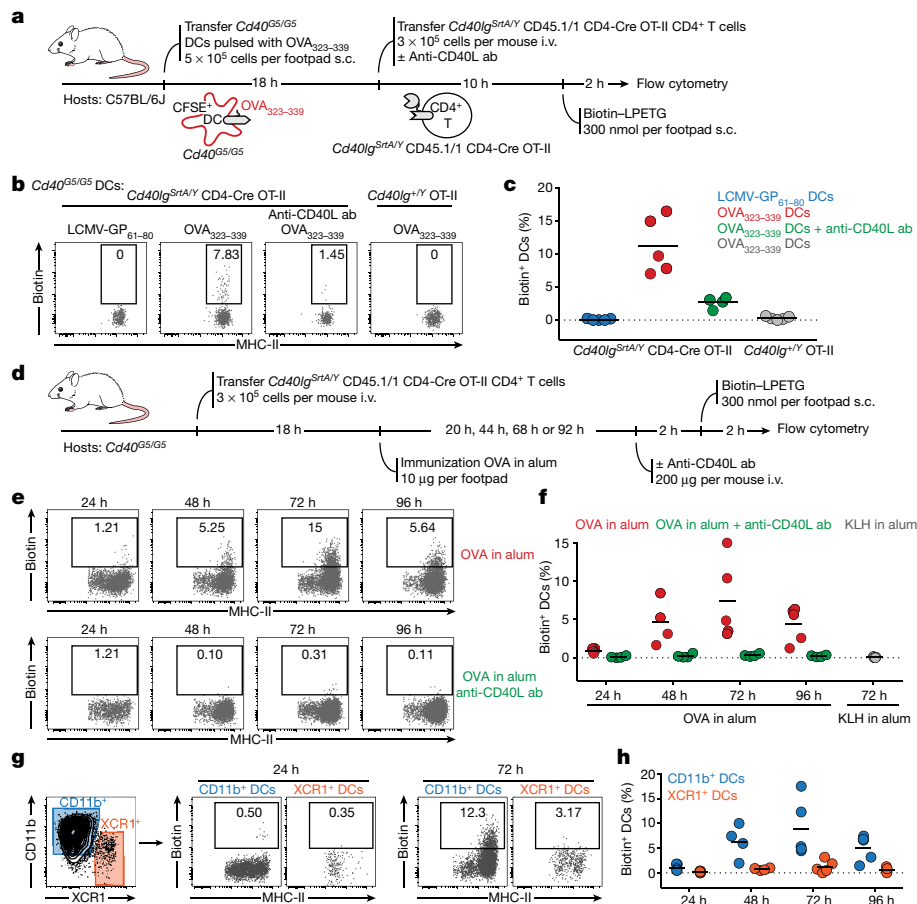 a
Transfer Cd40G5/G5
DCs pulsed with OVA323–339
5 × 10⁵ cells per footpad s.c.
Transfer Cd40lgSrtA/Y CD45.1/1 CD4-Cre OT-II CD4+ T cells
3 × 10⁵ cells per mouse i.v.
± Anti-CD40L ab
18 h
10 h
2 h
Flow cytometry
Hosts: C57BL/6J
CFSE+
DC
OVA323–339
Cd40G5/G5
CD4+
T
Cd40lgSrtA/Y CD45.1/1 CD4-Cre OT-II
Biotin–LPETG
300 nmol per footpad s.c.
b
Cd40G5/G5 DCs:
Cd40lgSrtA/Y CD4-Cre OT-II
Cd40lg+/Y OT-II
LCMV-GP61–80
OVA323–339
Anti-CD40L ab
OVA323–339
OVA323–339
0
7.83
1.45
0
Biotin
MHC-II
c
Biotin+ DCs (%)
20
15
10
5
0
LCMV-GP61–80 DCs
OVA323–339 DCs
OVA323–339 DCs + anti-CD40L ab
OVA323–339 DCs
Cd40lgSrtA/Y CD4-Cre OT-II
Cd40lg+/Y OT-II
d
Transfer Cd40lgSrtA/Y CD45.1/1 CD4-Cre OT-II CD4+ T cells
3 × 10⁵ cells per mouse i.v.
Biotin–LPETG
300 nmol per footpad s.c.
18 h
20 h, 44 h, 68 h or 92 h
2 h
2 h
Flow cytometry
Hosts: Cd40G5/G5
Immunization OVA in alum
10 µg per footpad
± Anti-CD40L ab
200 µg per mouse i.v.
e
24 h
48 h
72 h
96 h
1.21
5.25
15
5.64
Biotin
MHC-II
OVA in alum
24 h
48 h
72 h
96 h
1.21
0.10
0.31
0.11
Biotin
MHC-II
OVA in alum
anti-CD40L ab
f
OVA in alum
OVA in alum + anti-CD40L ab
KLH in alum
Biotin+ DCs (%)
15
10
5
0
24 h
48 h
72 h
96 h
72 h
OVA in alum
KLH in alum
g
CD11b+
XCR1+
CD11b
XCR1
24 h
CD11b+ DCs
XCR1+ DCs
0.50
0.35
Biotin
MHC-II
72 h
CD11b+ DCs
XCR1+ DCs
12.3
3.17
Biotin
MHC-II
h
CD11b+ DCs
XCR1+ DCs
Biotin+ DCs (%)
20
15
10
5
0
24 h
48 h
72 h
96 h